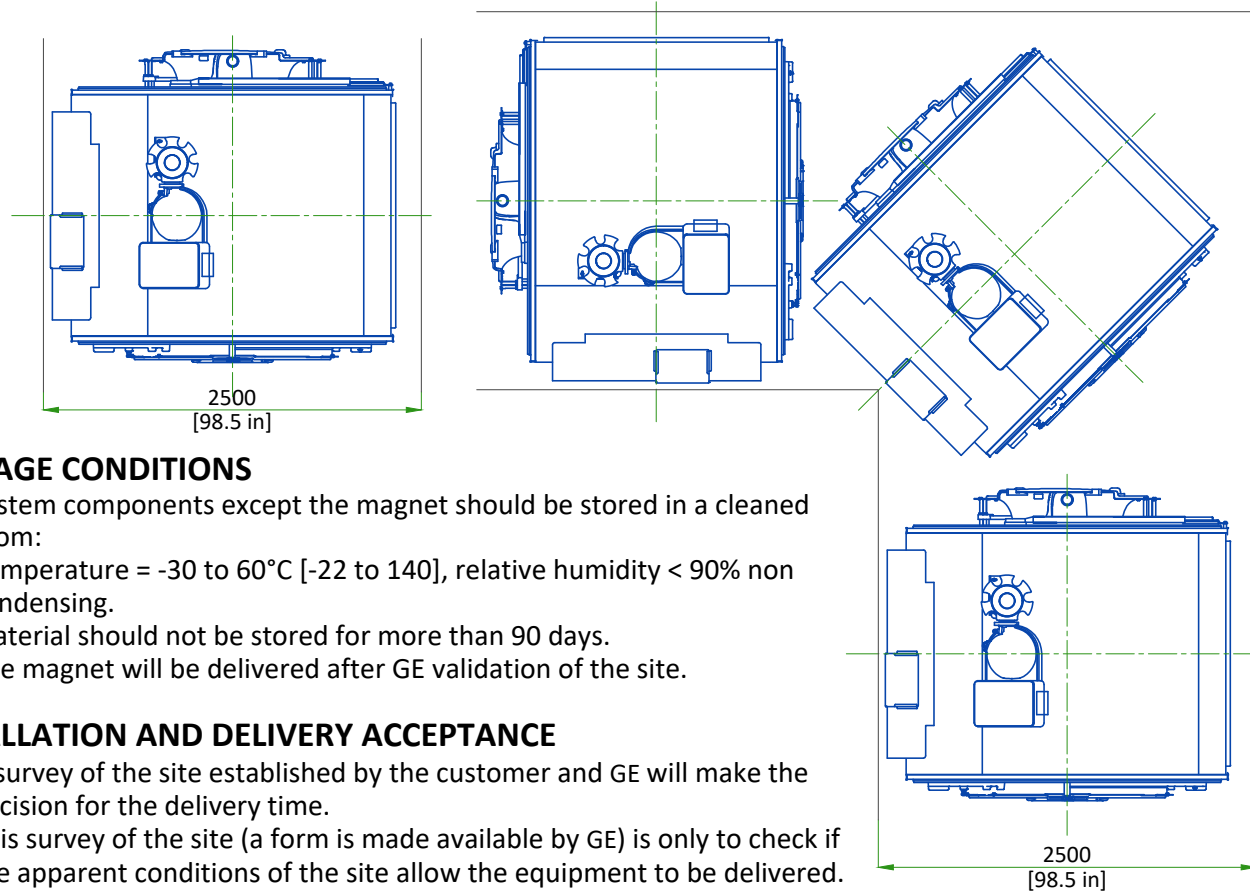 2500
[98.5 in]
AGE CONDITIONS
stem components except the magnet should be stored in a cleaned
om:
mperature = -30 to 60°C [-22 to 140], relative humidity < 90% non
ndensing.
aterial should not be stored for more than 90 days.
e magnet will be delivered after GE validation of the site.
ALLATION AND DELIVERY ACCEPTANCE
survey of the site established by the customer and GE will make the
cision for the delivery time.
is survey of the site (a form is made available by GE) is only to check if
e apparent conditions of the site allow the equipment to be delivered.
2500
[98.5 in]